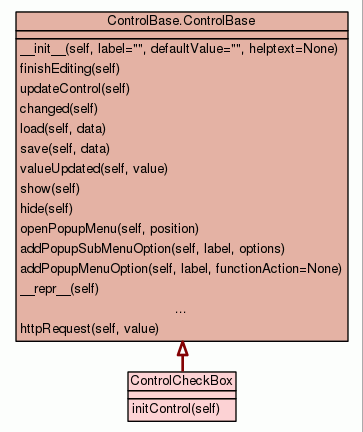 ControlBase.ControlBase
__init__(self, label="", defaultValue="", helptext=None)
finishEditing(self)
updateControl(self)
changed(self)
load(self, data)
save(self, data)
valueUpdated(self, value)
show(self)
hide(self)
openPopupMenu(self, position)
addPopupSubMenuOption(self, label, options)
addPopupMenuOption(self, label, functionAction=None)
__repr__(self)
...
httpRequest(self, value)
ControlCheckBox
initControl(self)